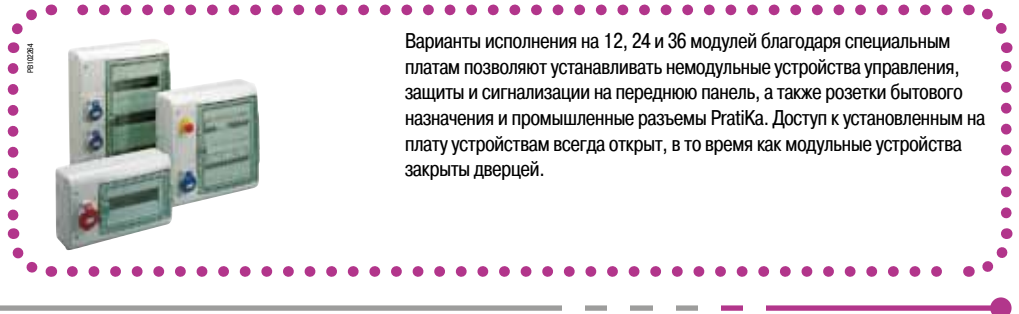 PB102264
Варианты исполнения на 12, 24 и 36 модулей благодаря специальным
платам позволяют устанавливать немодульные устройства управления,
защиты и сигнализации на переднюю панель, а также розетки бытового
назначения и промышленные разъемы PratiKa. Доступ к установленным на
плату устройствам всегда открыт, в то время как модульные устройства
закрыты дверцей.